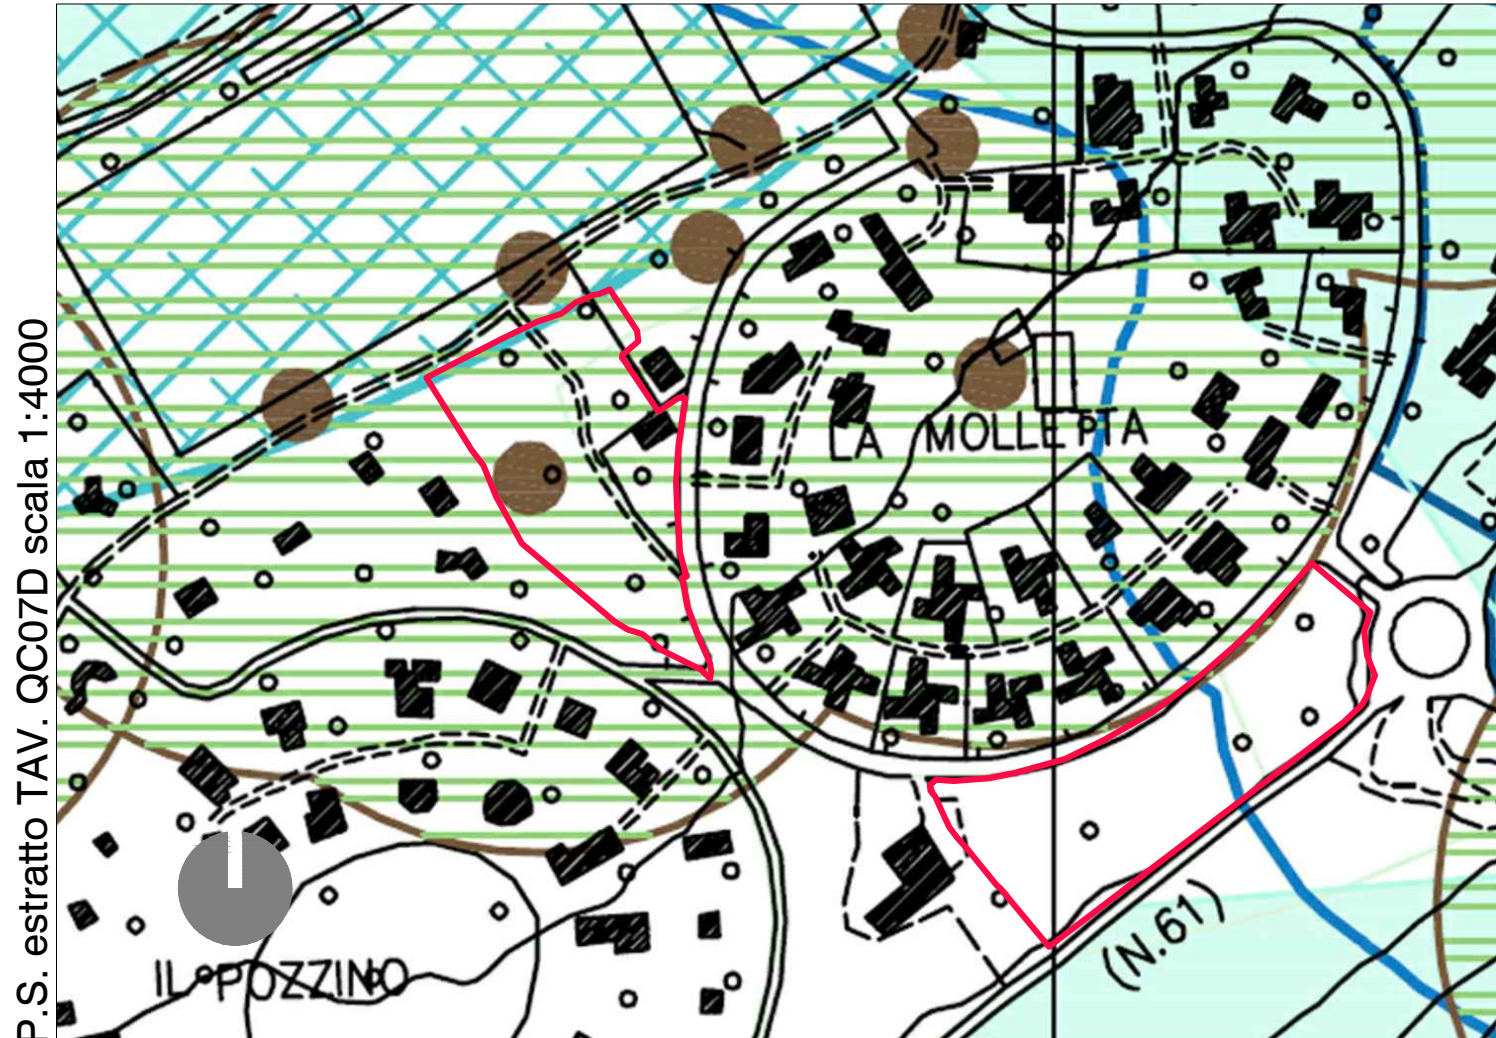 P.S. estratto TAV. QC07D scala 1:4000
LA MOLLETTA
IL POZZINO
(N.61)